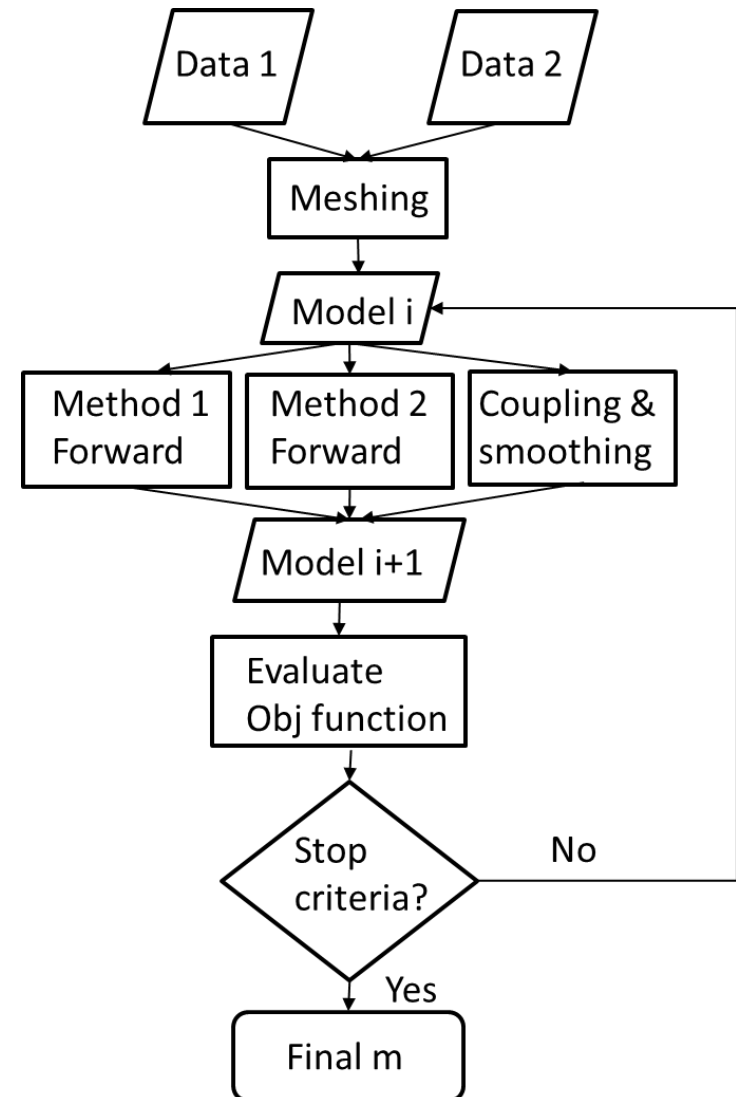 Data 1
Data 2
Meshing
Model i
Method 1
Forward
Method 2
Forward
Coupling &
smoothing
Model i+1
Evaluate
Obj function
Stop
criteria?
No
Yes
Final m